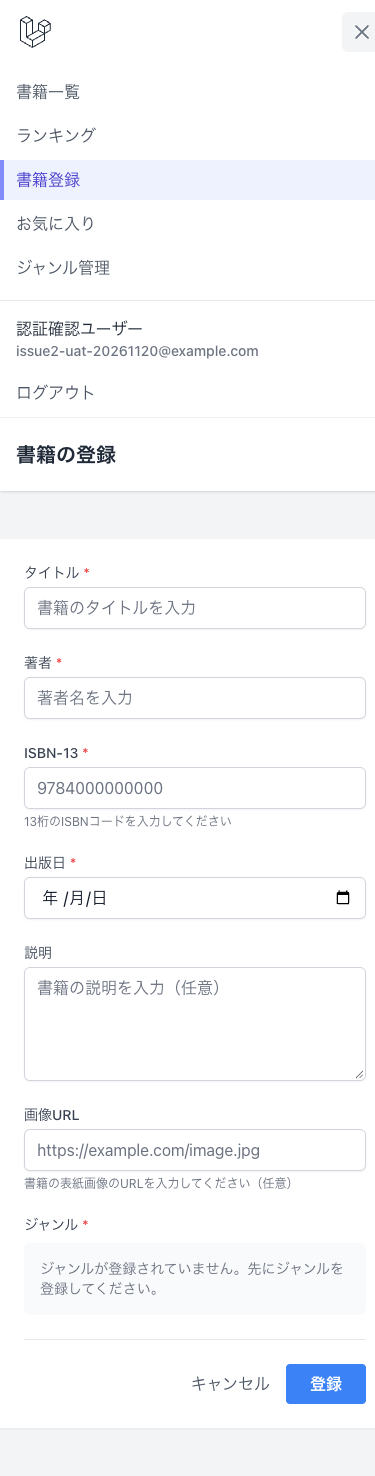 書籍一覧
ランキング
書籍登録
お気に入り
ジャンル管理
認証確認ユーザー
issue2-uat-20261120@example.com
ログアウト
書籍の登録
タイトル *
書籍のタイトルを入力
著者 *
著者名を入力
ISBN-13 *
9784000000000
13桁のISBNコードを入力してください
出版日 *
年 /月/日
説明
書籍の説明を入力（任意）
画像URL
https://example.com/image.jpg
書籍の表紙画像のURLを入力してください（任意）
ジャンル *
ジャンルが登録されていません。先にジャンルを
登録してください。
キャンセル 登録